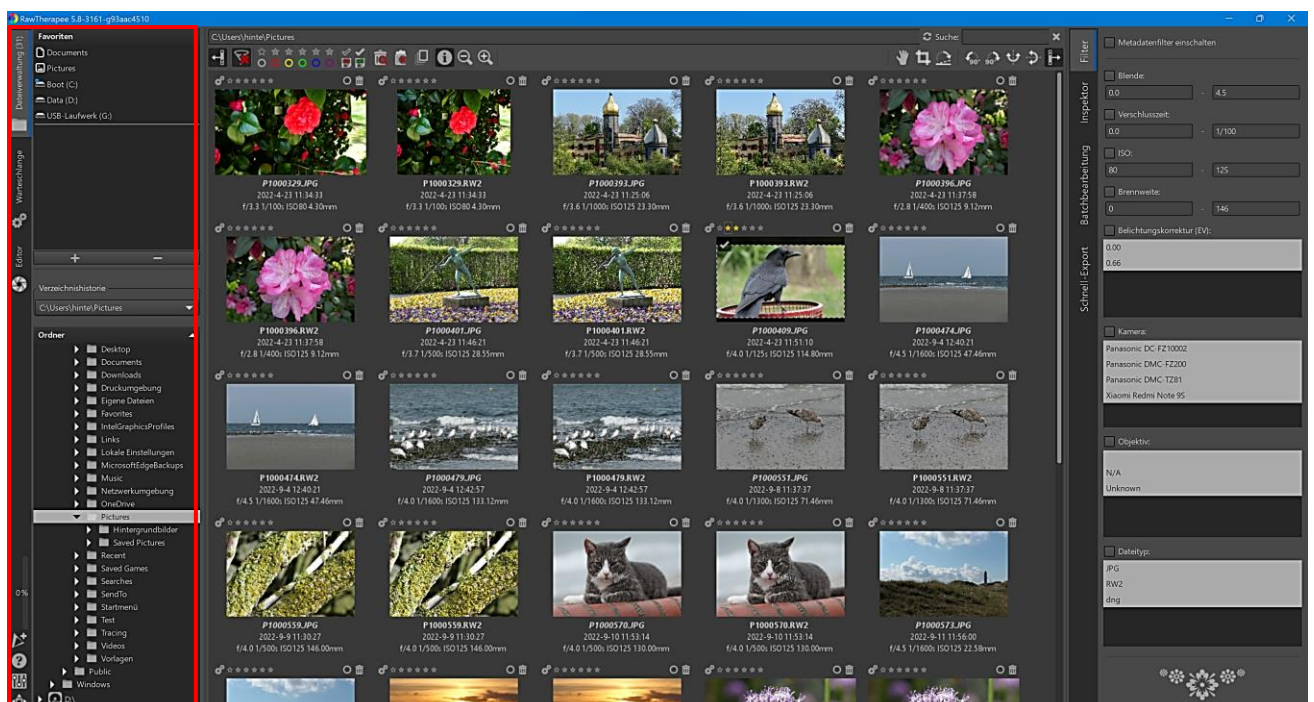 RawTherapee 5.8-3161-g93aac4510
Dateiverwaltung (31)
Warteschlange
Editor
0%
Favoriten
Documents
Pictures
Boot (C:)
Data (D:)
USB-Laufwerk (G:)
+ −
Verzeichnishistorie
C:\Users\hinte\Pictures
Ordner
Desktop
Documents
Downloads
Druckumgebung
Eigene Dateien
Favorites
IntelGraphicsProfiles
Links
Lokale Einstellungen
MicrosoftEdgeBackups
Music
Netzwerkumgebung
OneDrive
Pictures
Hintergrundbilder
Saved Pictures
Recent
Saved Games
Searches
SendTo
Startmenü
Test
Tracing
Videos
Vorlagen
Public
Windows
D:\
C:\Users\hinte\Pictures
Suche:
P1000329.JPG
2022-4-23 11:34:33
f/3.3 1/100s ISO80 4.30mm
P1000329.RW2
2022-4-23 11:34:33
f/3.3 1/100s ISO80 4.30mm
P1000393.JPG
2022-4-23 11:25:06
f/3.6 1/1000s ISO125 23.30mm
P1000393.RW2
2022-4-23 11:25:06
f/3.6 1/1000s ISO125 23.30mm
P1000396.JPG
2022-4-23 11:37:58
f/2.8 1/400s ISO125 9.12mm
P1000396.RW2
2022-4-23 11:37:58
f/2.8 1/400s ISO125 9.12mm
P1000401.JPG
2022-4-23 11:46:21
f/3.7 1/500s ISO125 28.55mm
P1000401.RW2
2022-4-23 11:46:21
f/3.7 1/500s ISO125 28.55mm
P1000409.JPG
2022-4-23 11:51:10
f/4.0 1/125s ISO125 114.80mm
P1000474.JPG
2022-9-4 12:40:21
f/4.5 1/1600s ISO125 47.46mm
P1000474.RW2
2022-9-4 12:40:21
f/4.5 1/1600s ISO125 47.46mm
P1000479.JPG
2022-9-4 12:42:57
f/4.0 1/1600s ISO125 133.12mm
P1000479.RW2
2022-9-4 12:42:57
f/4.0 1/1600s ISO125 133.12mm
P1000551.JPG
2022-9-8 11:37:37
f/4.0 1/1300s ISO125 71.46mm
P1000551.RW2
2022-9-8 11:37:37
f/4.0 1/1300s ISO125 71.46mm
P1000559.JPG
2022-9-9 11:30:27
f/4.0 1/500s ISO125 146.00mm
P1000559.RW2
2022-9-9 11:30:27
f/4.0 1/500s ISO125 146.00mm
P1000570.JPG
2022-9-10 11:53:14
f/4.0 1/500s ISO125 130.00mm
P1000570.RW2
2022-9-10 11:53:14
f/4.0 1/500s ISO125 130.00mm
P1000573.JPG
2022-9-11 11:56:00
f/4.5 1/1600s ISO125 22.58mm
Filter
Inspektor
Batchbearbeitung
Schnell-Export
Metadatenfilter einschalten
Blende:
0.0 - 4.5
Verschlusszeit:
0.0 - 1/100
ISO:
80 - 125
Brennweite:
0 - 146
Belichtungskorrektur (EV):
0.00
0.66
Kamera:
Panasonic DC-FZ10002
Panasonic DMC-FZ200
Panasonic DMC-TZ81
Xiaomi Redmi Note 9S
Objektiv:
N/A
Unknown
Dateityp:
JPG
RW2
dng